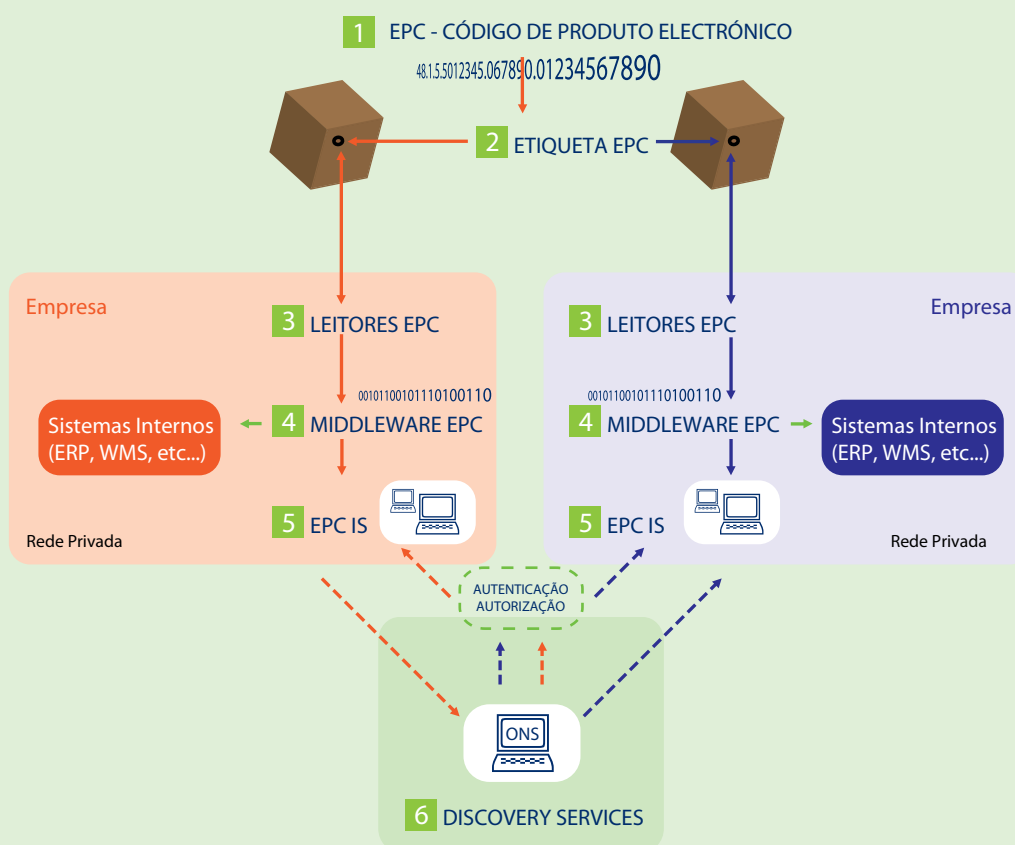 1 EPC - CÓDIGO DE PRODUTO ELECTRÓNICO
48.1.5.5012345.067890.01234567890
2 ETIQUETA EPC
Empresa
3 LEITORES EPC
00101100101110100110
4 MIDDLEWARE EPC
Sistemas Internos
(ERP, WMS, etc...)
5 EPC IS
Rede Privada
Empresa
3 LEITORES EPC
00101100101110100110
4 MIDDLEWARE EPC
Sistemas Internos
(ERP, WMS, etc...)
5 EPC IS
Rede Privada
AUTENTICAÇÃO
AUTORIZAÇÃO
ONS
6 DISCOVERY SERVICES